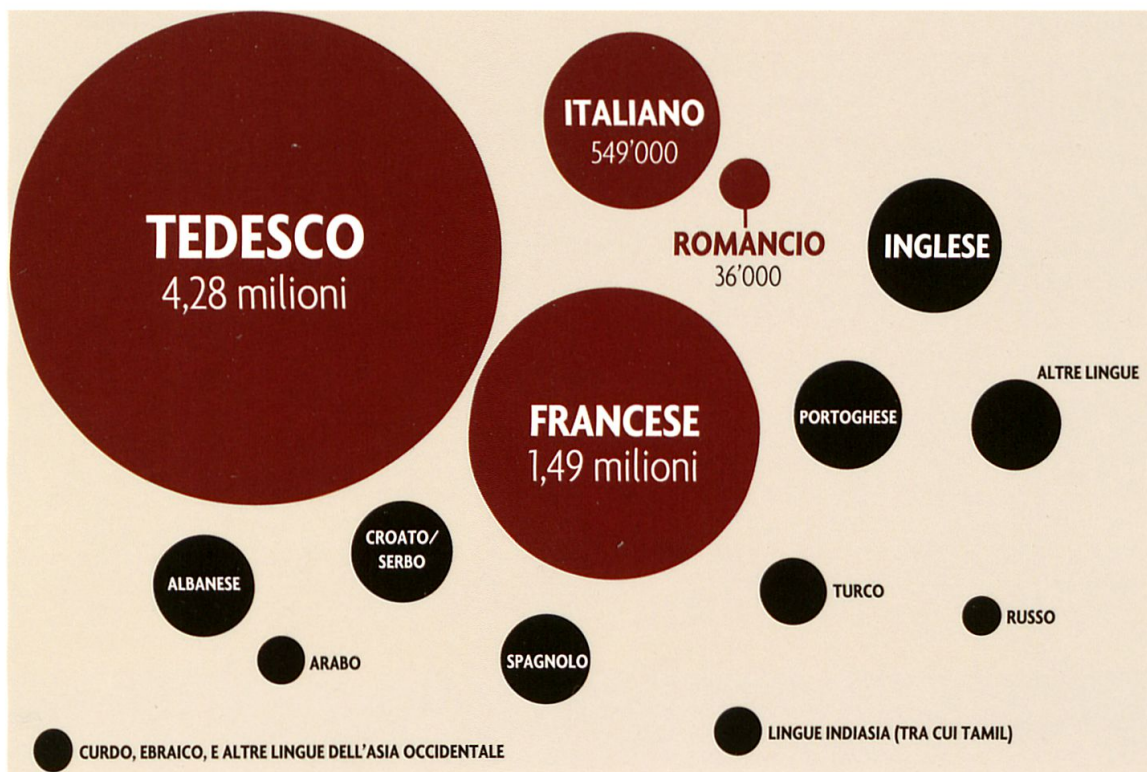 TEDESCO
4,28 milioni
ITALIANO
549'000
ROMANCIO
36'000
INGLESE
FRANCESE
1,49 milioni
PORTOGHESE
ALTRE LINGUE
ALBANESE
CROATO/
SERBO
ARABO
SPAGNOLO
TURCO
RUSSO
CURDO, EBRAICO, E ALTRE LINGUE DELL'ASIA OCCIDENTALE
LINGUE INDIASIA (TRA CUI TAMIL)